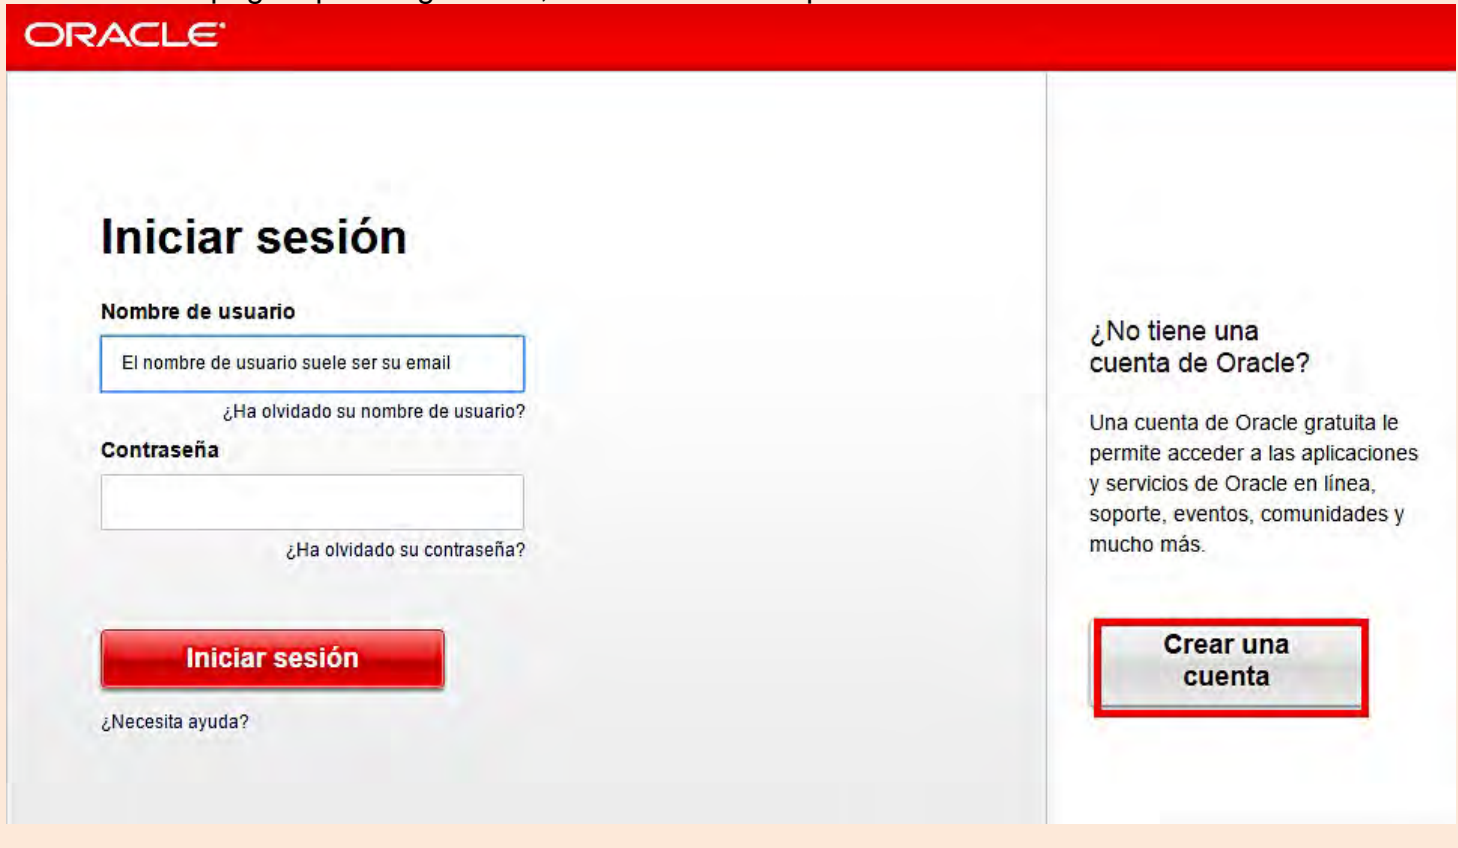 ORACLE
Iniciar sesión
Nombre de usuario
El nombre de usuario suele ser su email
¿Ha olvidado su nombre de usuario?
Contraseña
¿Ha olvidado su contraseña?
Iniciar sesión
¿Necesita ayuda?
¿No tiene una
cuenta de Oracle?
Una cuenta de Oracle gratuita le
permite acceder a las aplicaciones
y servicios de Oracle en línea,
soporte, eventos, comunidades y
mucho más.
Crear una
cuenta